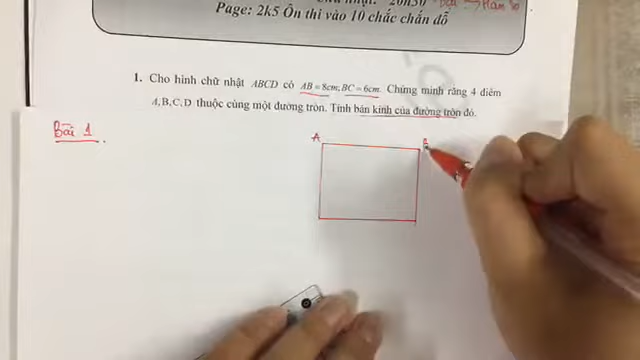 Page: 2k5 Ôn thi vào 10 chắc chắn đỗ
1. Cho hình chữ nhật ABCD có AB = 8cm; BC = 6cm. Chứng minh rằng 4 điểm
A, B, C, D thuộc cùng một đường tròn. Tính bán kính của đường tròn đó.
Bài 1
A